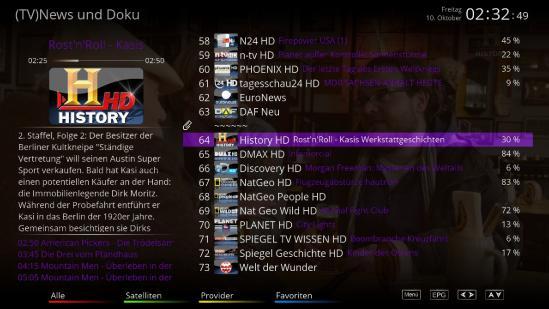 (TV)News und Doku
Freitag
10. Oktober
02:32:49
Rost'n'Roll - Kasis
02:25
02:50
H HD
HISTORY
2. Staffel, Folge 2: Der Besitzer der
Berliner Kultkneipe "Ständige
Vertretung" will seinen Austin Super
Sport verkaufen. Bald hat Kasi auch
einen potentiellen Käufer an der Hand:
die Immobilienlegende Dirk Moritz.
Während der Probefahrt entführt er
Kasi in das Berlin der 1920er Jahre.
Gemeinsam besichtigen sie Dirks
02:50 American Pickers - Die Trödelsam
03:45 Die Drei vom Pfandhaus
04:15 Mountain Men - Überleben in der
05:05 Mountain Men - Überleben in der
58 N24 HD Firepower USA (1) 45 %
59 n-tv HD Planet außer Kontrolle: Sonnenstürme 22 %
60 PHOENIX HD Der letzte Tag des Ersten Weltkriegs 35 %
61 tagesschau24 HD MDR SACHSEN-ANHALT HEUTE 9 %
62 EuroNews
63 DAF Neu
~~~~~~
64 History HD Rost'n'Roll - Kasis Werkstattgeschichten 30 %
65 DMAX HD Infomercial 84 %
66 Discovery HD Morgan Freeman: Mysterien des Weltalls 6 %
67 NatGeo HD Flugzeugabstürze hautnah 83 %
68 NatGeo People HD
69 Nat Geo Wild HD Animal Fight Club 72 %
70 PLANET HD City Lights 13 %
71 SPIEGEL TV WISSEN HD Boombranche Kreuzfahrt 6 %
72 Spiegel Geschichte HD Kinder des Ostens 17 %
73 Welt der Wunder
Alle
Satelliten
Provider
Favoriten
Menü
EPG